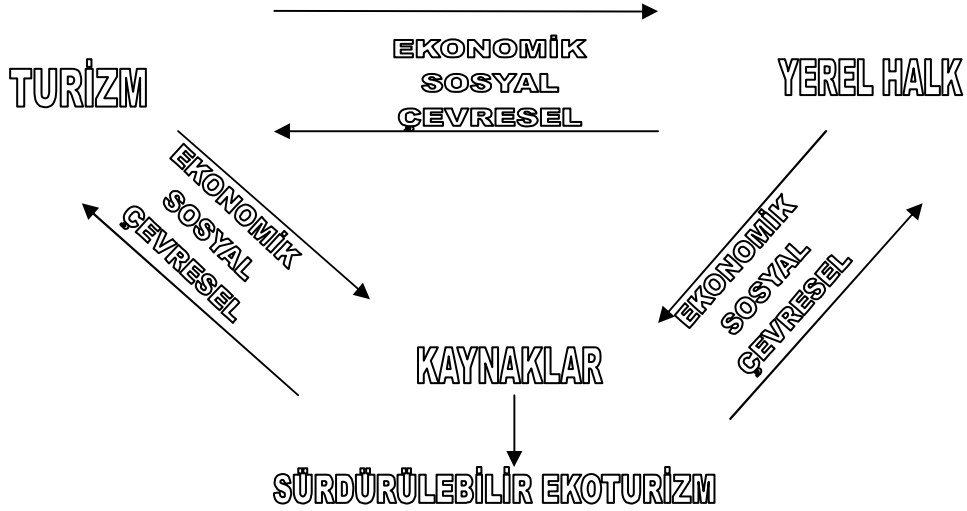 EKONOMİK
SOSYAL
ÇEVRESEL
TURİZM
YEREL HALK
EKONOMİK
SOSYAL
ÇEVRESEL
EKONOMİK
SOSYAL
ÇEVRESEL
KAYNAKLAR
SÜRDÜRÜLEBİLİR EKOTURİZM